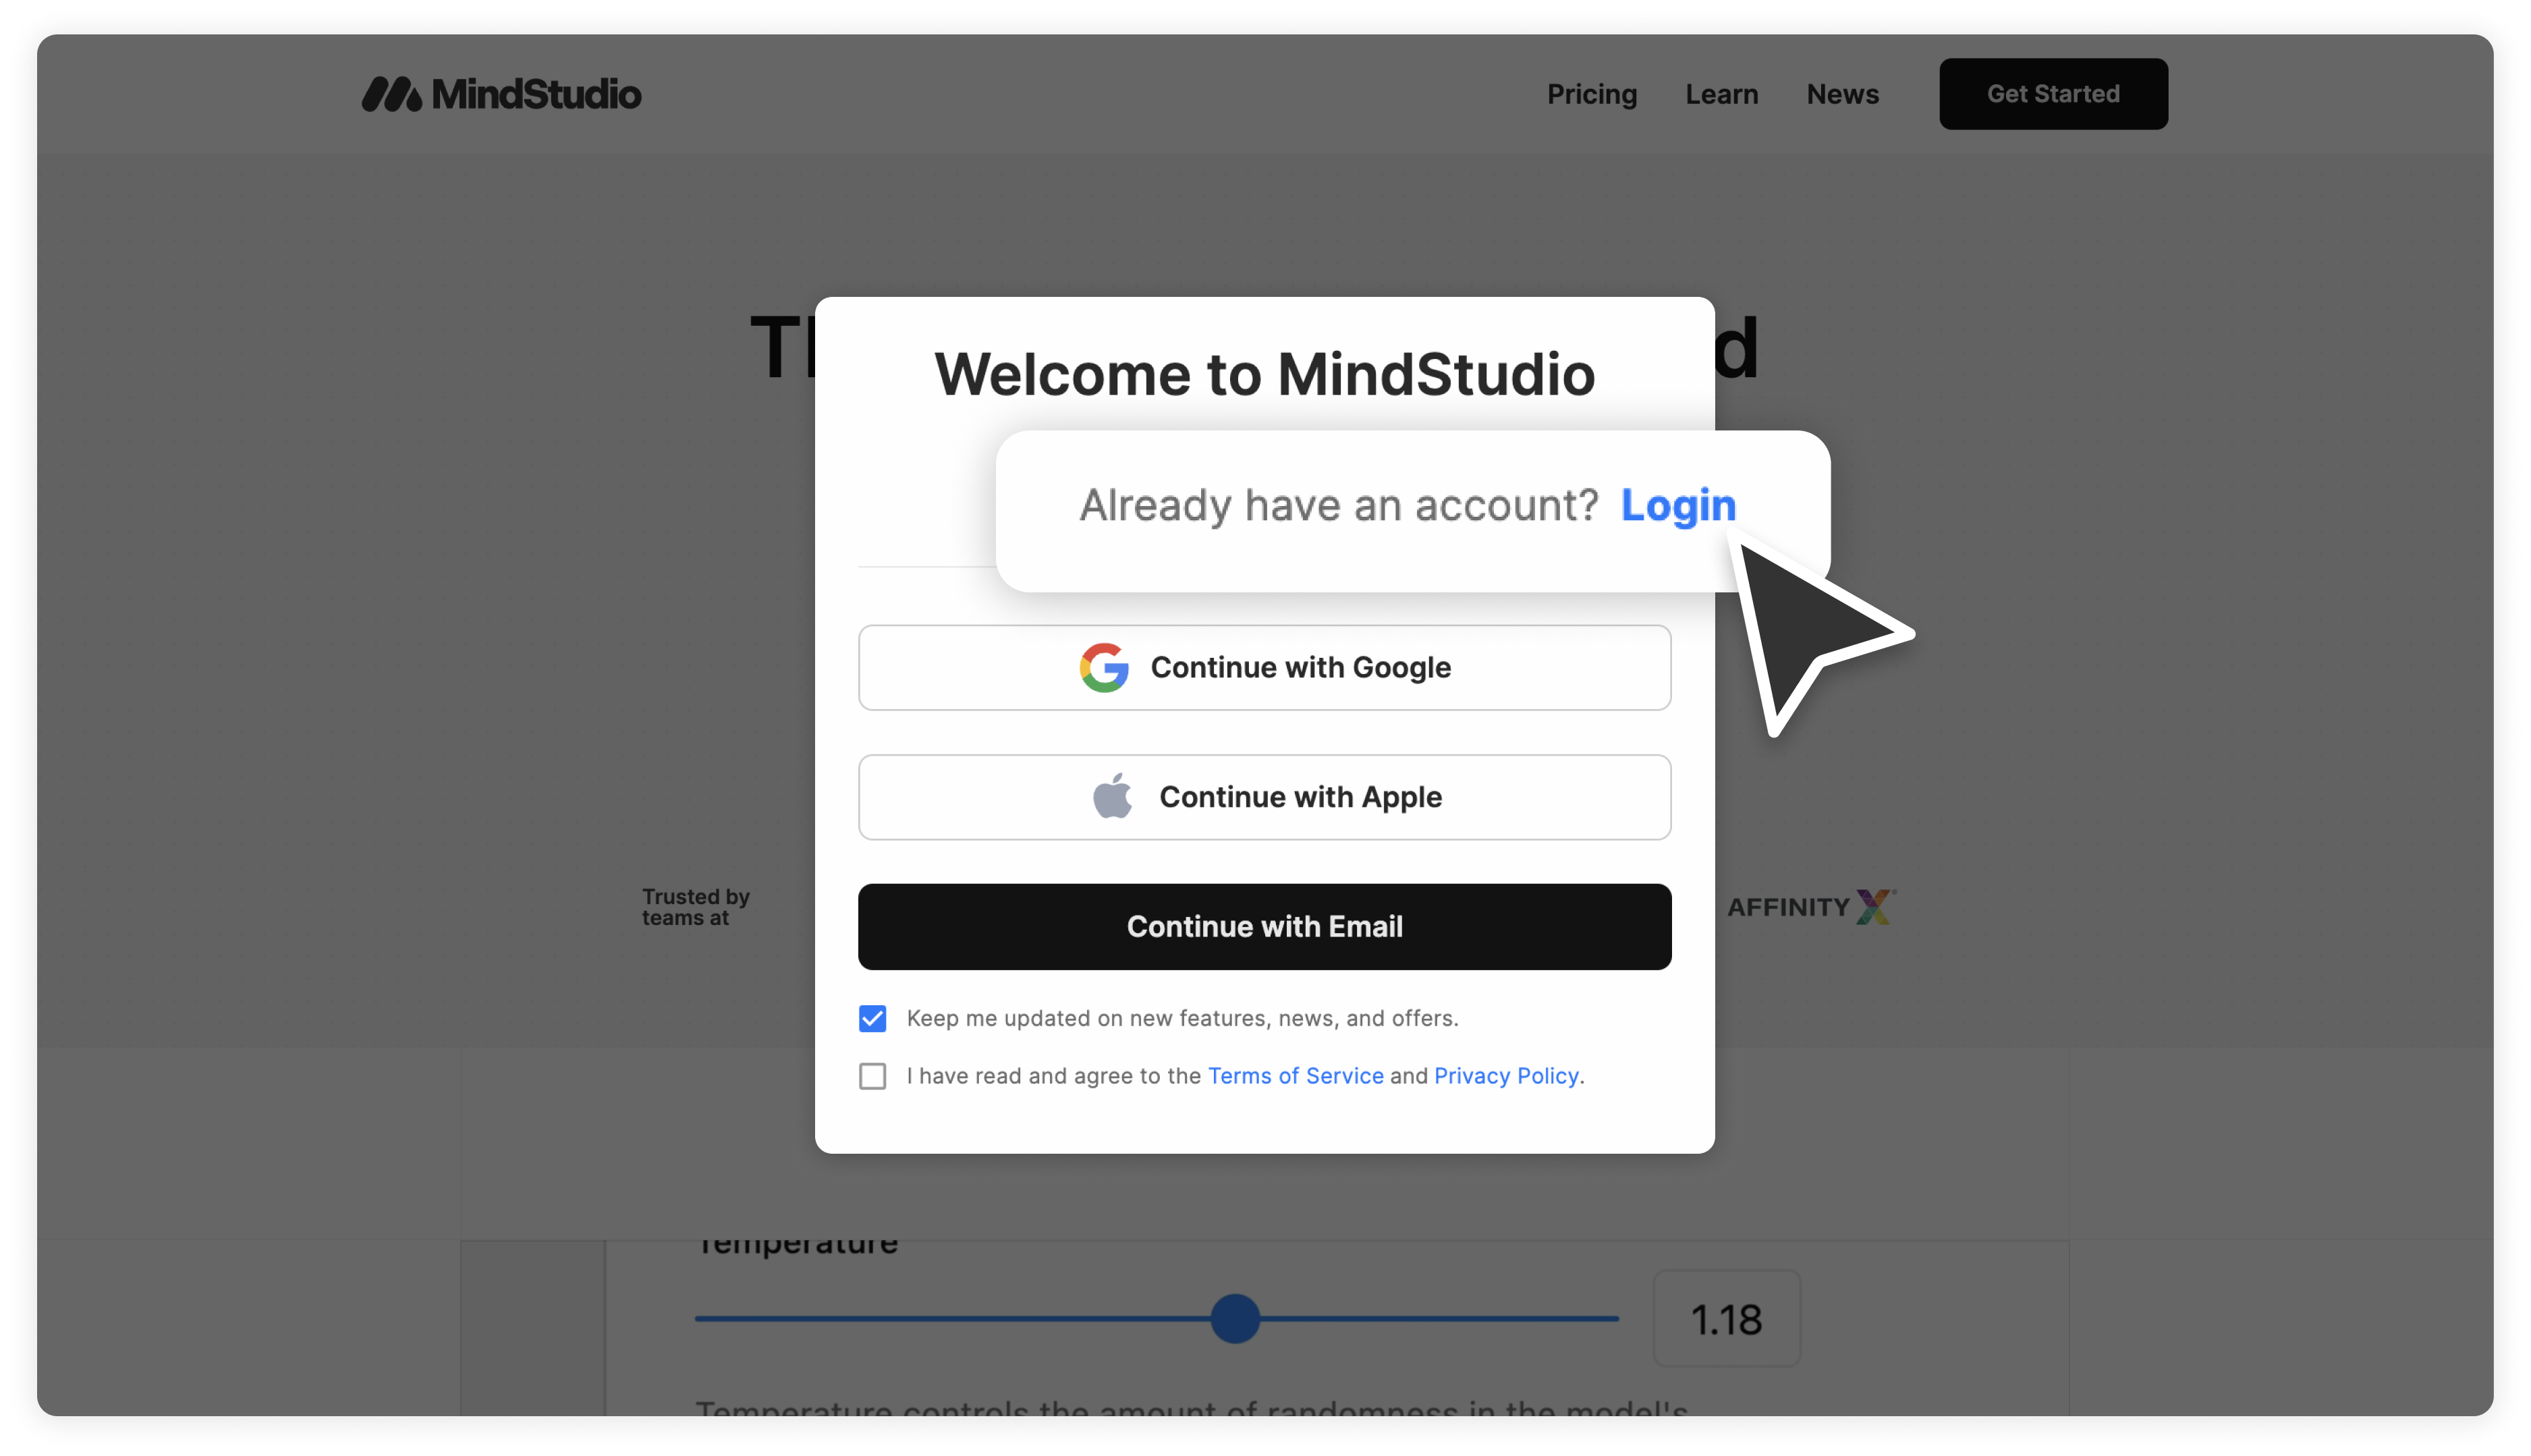 MindStudio
Pricing Learn News Get Started
Welcome to MindStudio
Already have an account? Login
Continue with Google
Continue with Apple
Continue with Email
Trusted by
teams at
AFFINITY X
Keep me updated on new features, news, and offers.
I have read and agree to the Terms of Service and Privacy Policy.
Temperature
1.18
Temperature controls the amount of randomness in the model's